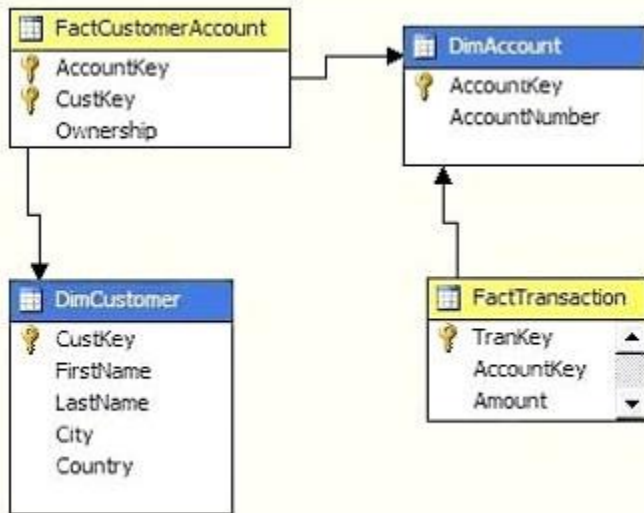 FactCustomerAccount
AccountKey
CustKey
Ownership
DimAccount
AccountKey
AccountNumber
DimCustomer
CustKey
FirstName
LastName
City
Country
FactTransaction
TranKey
AccountKey
Amount